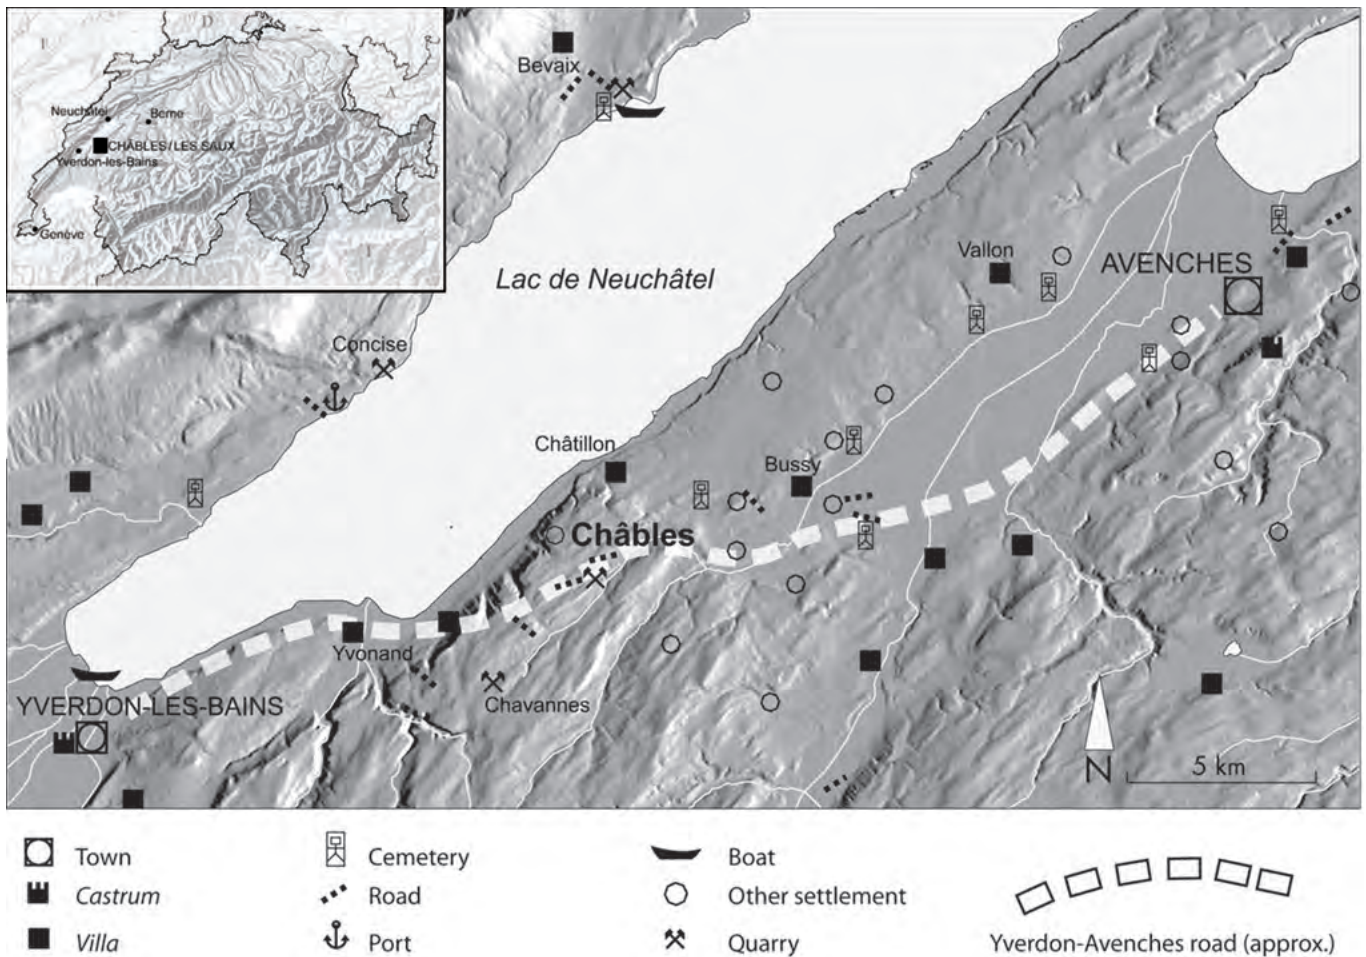 F
D
A
I
Neuchâtel
Berne
CHÂBLES / LES SAUX
Yverdon-les-Bains
Genève
Bevaix
Lac de Neuchâtel
Vallon
AVENCHES
Concise
Châtillon
Bussy
Châbles
Yvonand
Chavannes
YVERDON-LES-BAINS
N
5 km
Town
Cemetery
Boat
Castrum
Road
Other settlement
Villa
Port
Quarry
Yverdon-Avenches road (approx.)